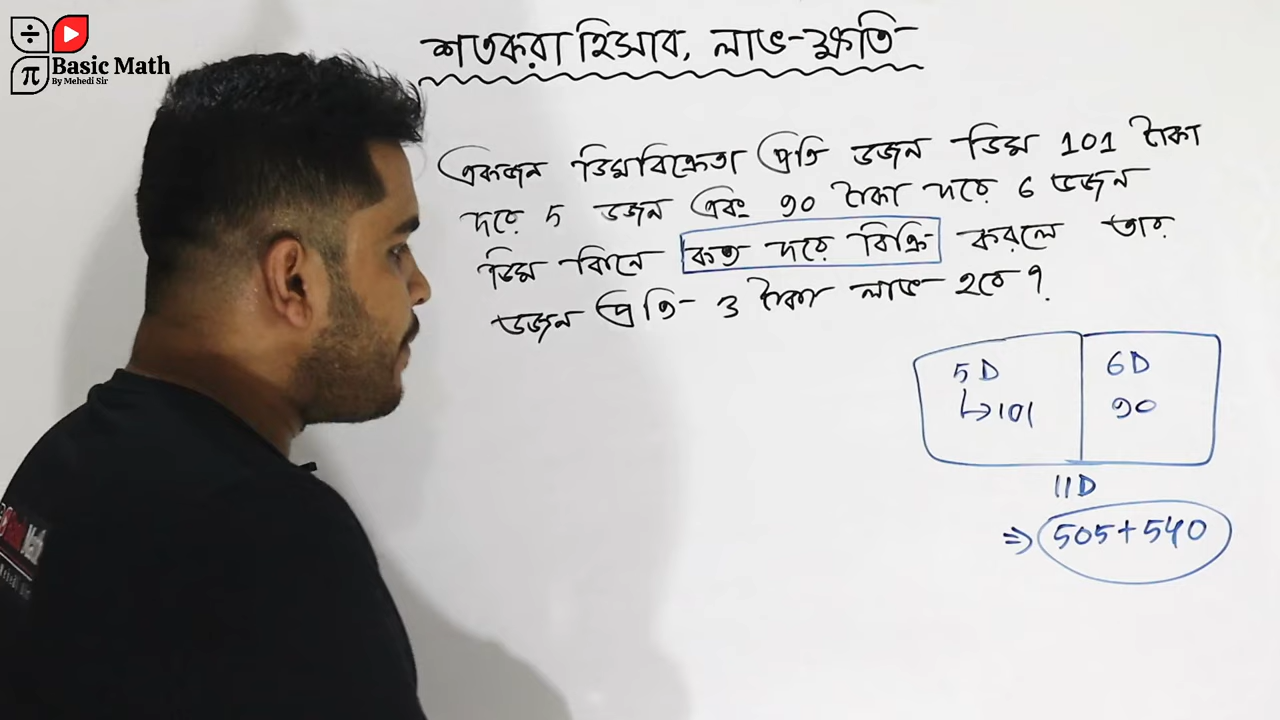 Basic Math
By Mehedi Sir
শতকরা হিসাব, লাভ-ক্ষতি
একজন ডিমবিক্রেতা প্রতি ডজন ডিম 101 টাকা
দরে 5 ডজন এবং 90 টাকা দরে 6 ডজন
ডিম কিনে কত দরে বিক্রি করলে তার
ডজন প্রতি 3 টাকা লাভ হবে?
5D 6D
↳101 90
11D
⇒ 505+540